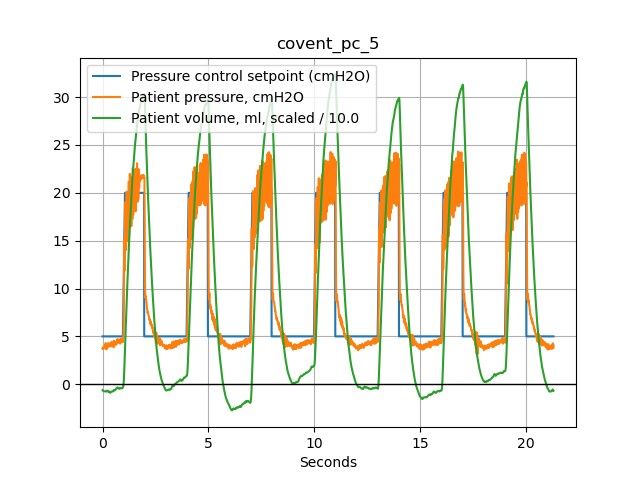 covent_pc_5
Pressure control setpoint (cmH2O)
Patient pressure, cmH2O
Patient volume, ml, scaled / 10.0
30
25
20
15
10
5
0
0 5 10 15 20
Seconds